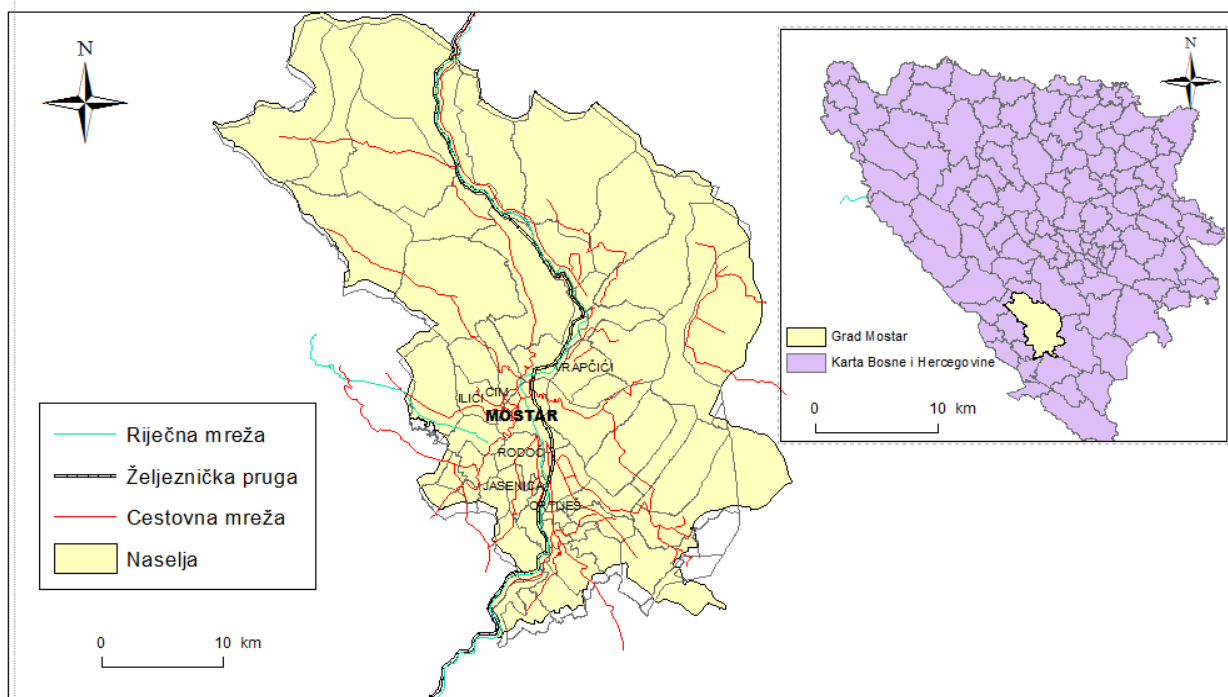 N
N
Grad Mostar
Karta Bosne i Hercegovine
0 10 km
VRAPČIĆI
CIM
ILIĆI
MOSTAR
RODOČ
JASENICA
OPTIJEŠ
Riječna mreža
Željeznička pruga
Cestovna mreža
Naselja
0 10 km